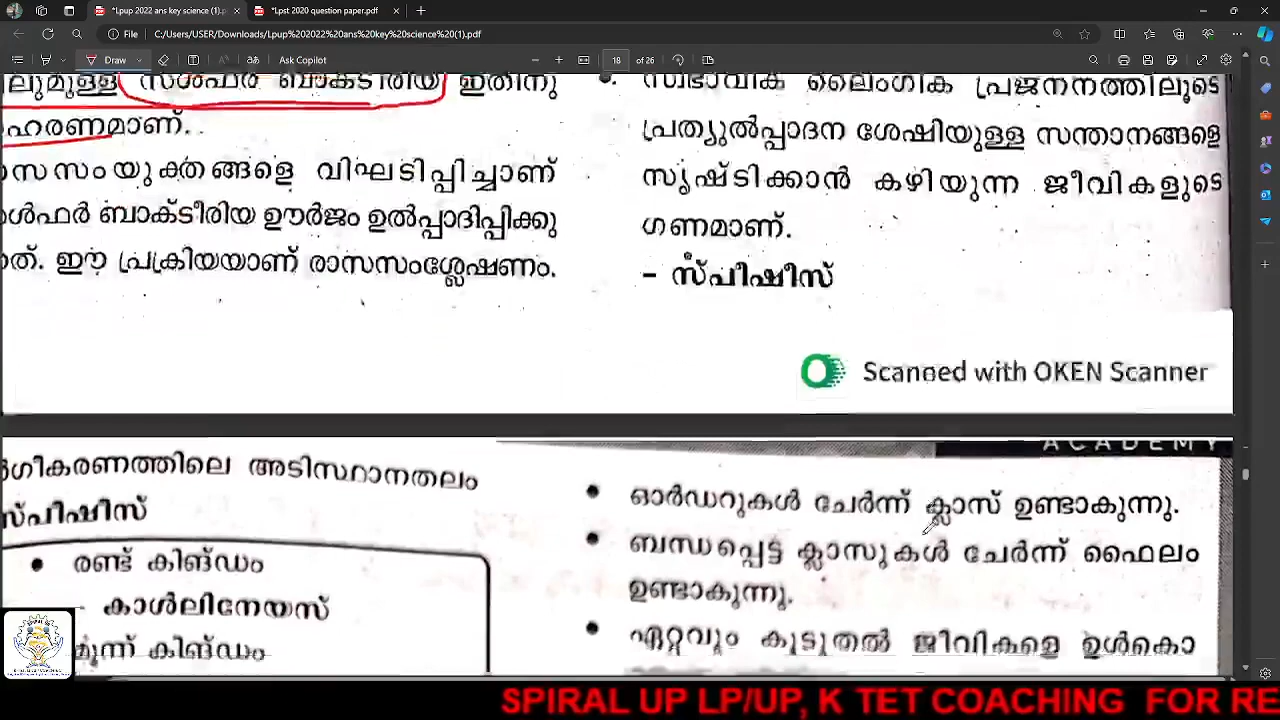 *Lpup 2022 ans key science (1).p
*Lpst 2020 question paper.pdf
File
C:/Users/USER/Downloads/Lpup%202022%20ans%20key%20science%20(1).pdf
Draw
Ask Copilot
18
of 26
ലുമുള്ള സൾഫർ ബാക്ടീരിയ ഇതിനു
ഹരണമാണ്.
സസംയുക്തങ്ങളെ വിഘടിപ്പിച്ചാണ്
ൾഫർ ബാക്ടീരിയ ഊർജം ഉൽപ്പാദിപ്പിക്കു
ത്. ഈ പ്രക്രിയയാണ് രാസസംശ്ലേഷണം.
സ്വഭാവിക ലൈംഗിക പ്രജനനത്തിലൂടെ
പ്രത്യുൽപ്പാദന ശേഷിയുള്ള സന്താനങ്ങളെ
സൃഷ്ടിക്കാൻ കഴിയുന്ന ജീവികളുടെ
ഗണമാണ്.
– സ്പീഷീസ്
Scanned with OKEN Scanner
ർഗീകരണത്തിലെ അടിസ്ഥാനതലം
സ്പീഷീസ്
• രണ്ട് കിങ്ഡം
- കാൾലിനേയസ്
മൂന്ന് കിങ്ഡം
ACADEMY
• ഓർഡറുകൾ ചേർന്ന് ക്ലാസ് ഉണ്ടാകുന്നു.
• ബന്ധപ്പെട്ട ക്ലാസുകൾ ചേർന്ന് ഫൈലം
ഉണ്ടാകുന്നു.
• ഏറ്റവും കൂടുതൽ ജീവികളെ ഉൾകൊ
SPIRAL UP LP/UP, K TET COACHING FOR RE